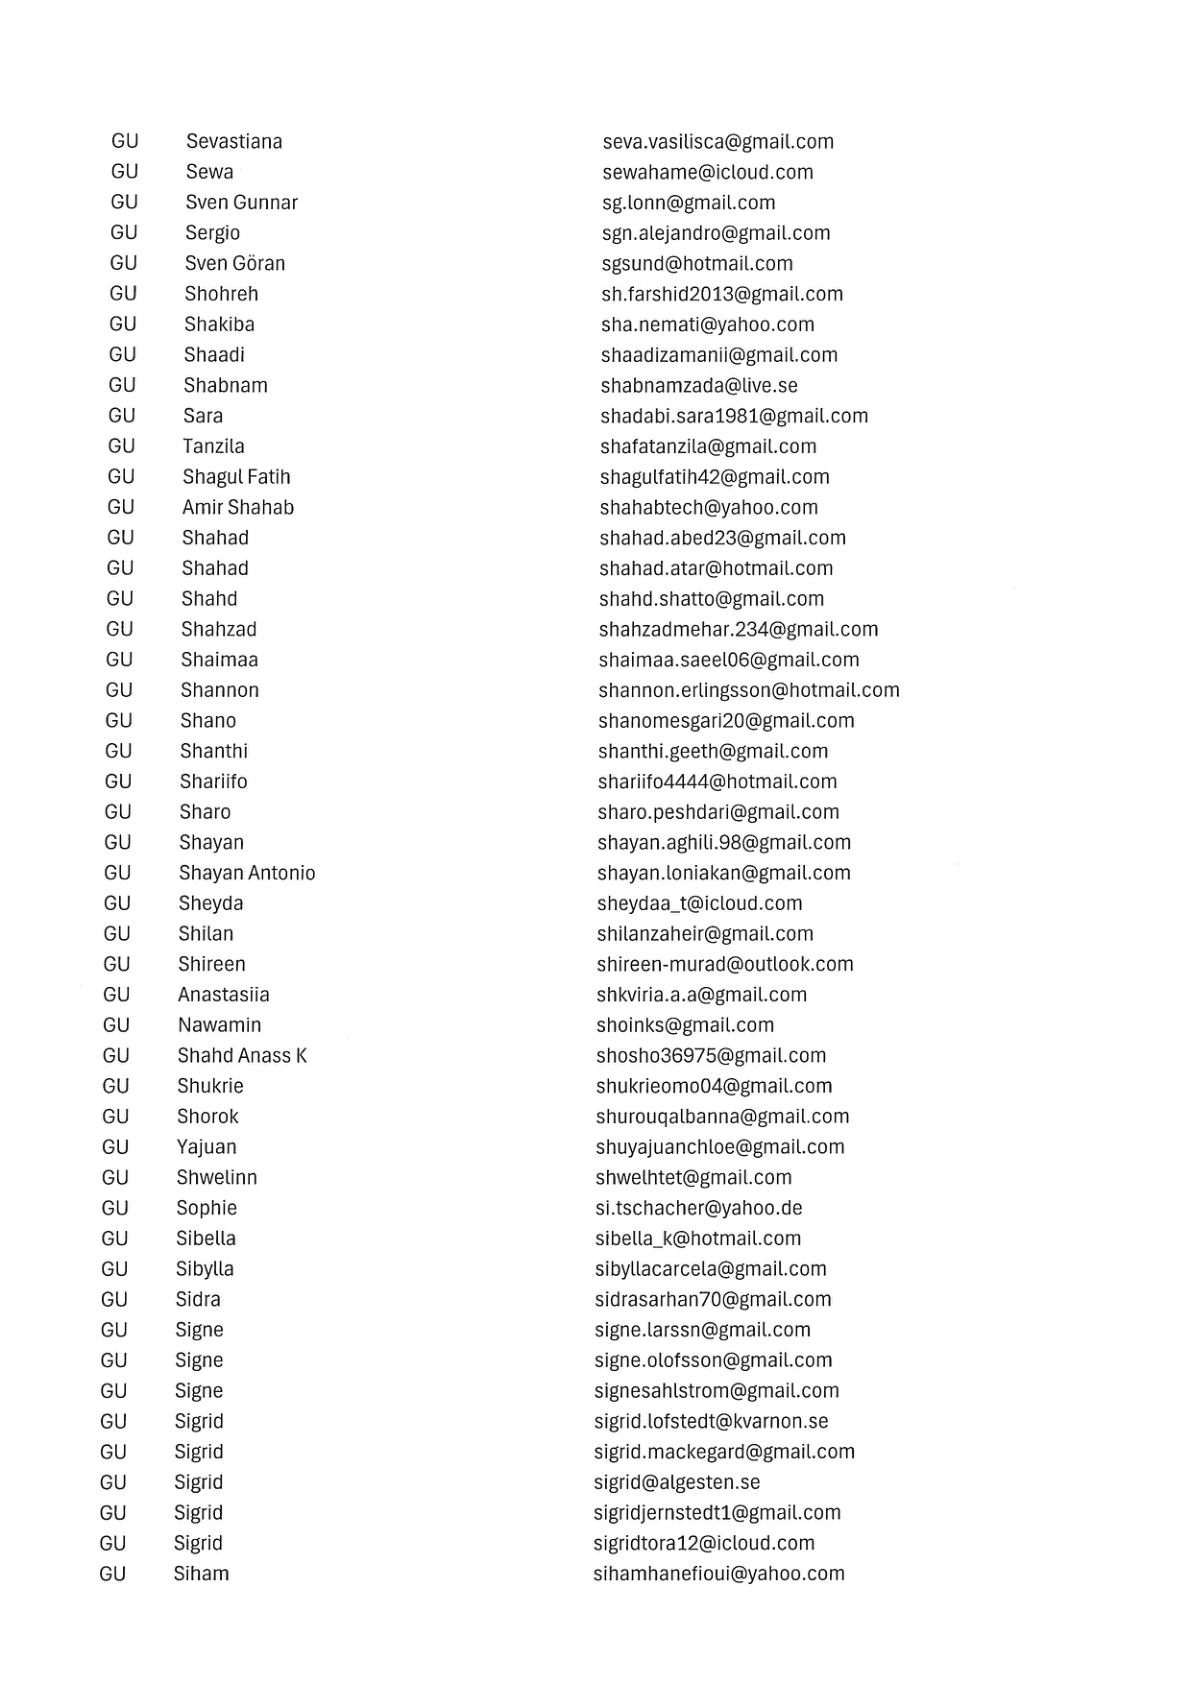 GU Sevastiana seva.vasilisca@gmail.com
GU Sewa sewahame@icloud.com
GU Sven Gunnar sg.lonn@gmail.com
GU Sergio sgn.alejandro@gmail.com
GU Sven Göran sgsund@hotmail.com
GU Shohreh sh.farshid2013@gmail.com
GU Shakiba sha.nemati@yahoo.com
GU Shaadi shaadizamanii@gmail.com
GU Shabnam shabnamzada@live.se
GU Sara shadabi.sara1981@gmail.com
GU Tanzila shafatanzila@gmail.com
GU Shagul Fatih shagulfatih42@gmail.com
GU Amir Shahab shahabtech@yahoo.com
GU Shahad shahad.abed23@gmail.com
GU Shahad shahad.atar@hotmail.com
GU Shahd shahd.shatto@gmail.com
GU Shahzad shahzadmehar.234@gmail.com
GU Shaimaa shaimaa.saeel06@gmail.com
GU Shannon shannon.erlingsson@hotmail.com
GU Shano shanomesgari20@gmail.com
GU Shanthi shanthi.geeth@gmail.com
GU Shariifo shariifo4444@hotmail.com
GU Sharo sharo.peshdari@gmail.com
GU Shayan shayan.aghili.98@gmail.com
GU Shayan Antonio shayan.loniakan@gmail.com
GU Sheyda sheydaa_t@icloud.com
GU Shilan shilanzaheir@gmail.com
GU Shireen shireen-murad@outlook.com
GU Anastasiia shkviria.a.a@gmail.com
GU Nawamin shoinks@gmail.com
GU Shahd Anass K shosho36975@gmail.com
GU Shukrie shukrieomo04@gmail.com
GU Shorok shurouqalbanna@gmail.com
GU Yajuan shuyajuanchloe@gmail.com
GU Shwelinn shwelhtet@gmail.com
GU Sophie si.tschacher@yahoo.de
GU Sibella sibella_k@hotmail.com
GU Sibylla sibyllacarcela@gmail.com
GU Sidra sidrasarhan70@gmail.com
GU Signe signe.larssn@gmail.com
GU Signe signe.olofsson@gmail.com
GU Signe signesahlstrom@gmail.com
GU Sigrid sigrid.lofstedt@kvarnon.se
GU Sigrid sigrid.mackegard@gmail.com
GU Sigrid sigrid@algesten.se
GU Sigrid sigridjernstedt1@gmail.com
GU Sigrid sigridtora12@icloud.com
GU Siham sihamhanefioui@yahoo.com